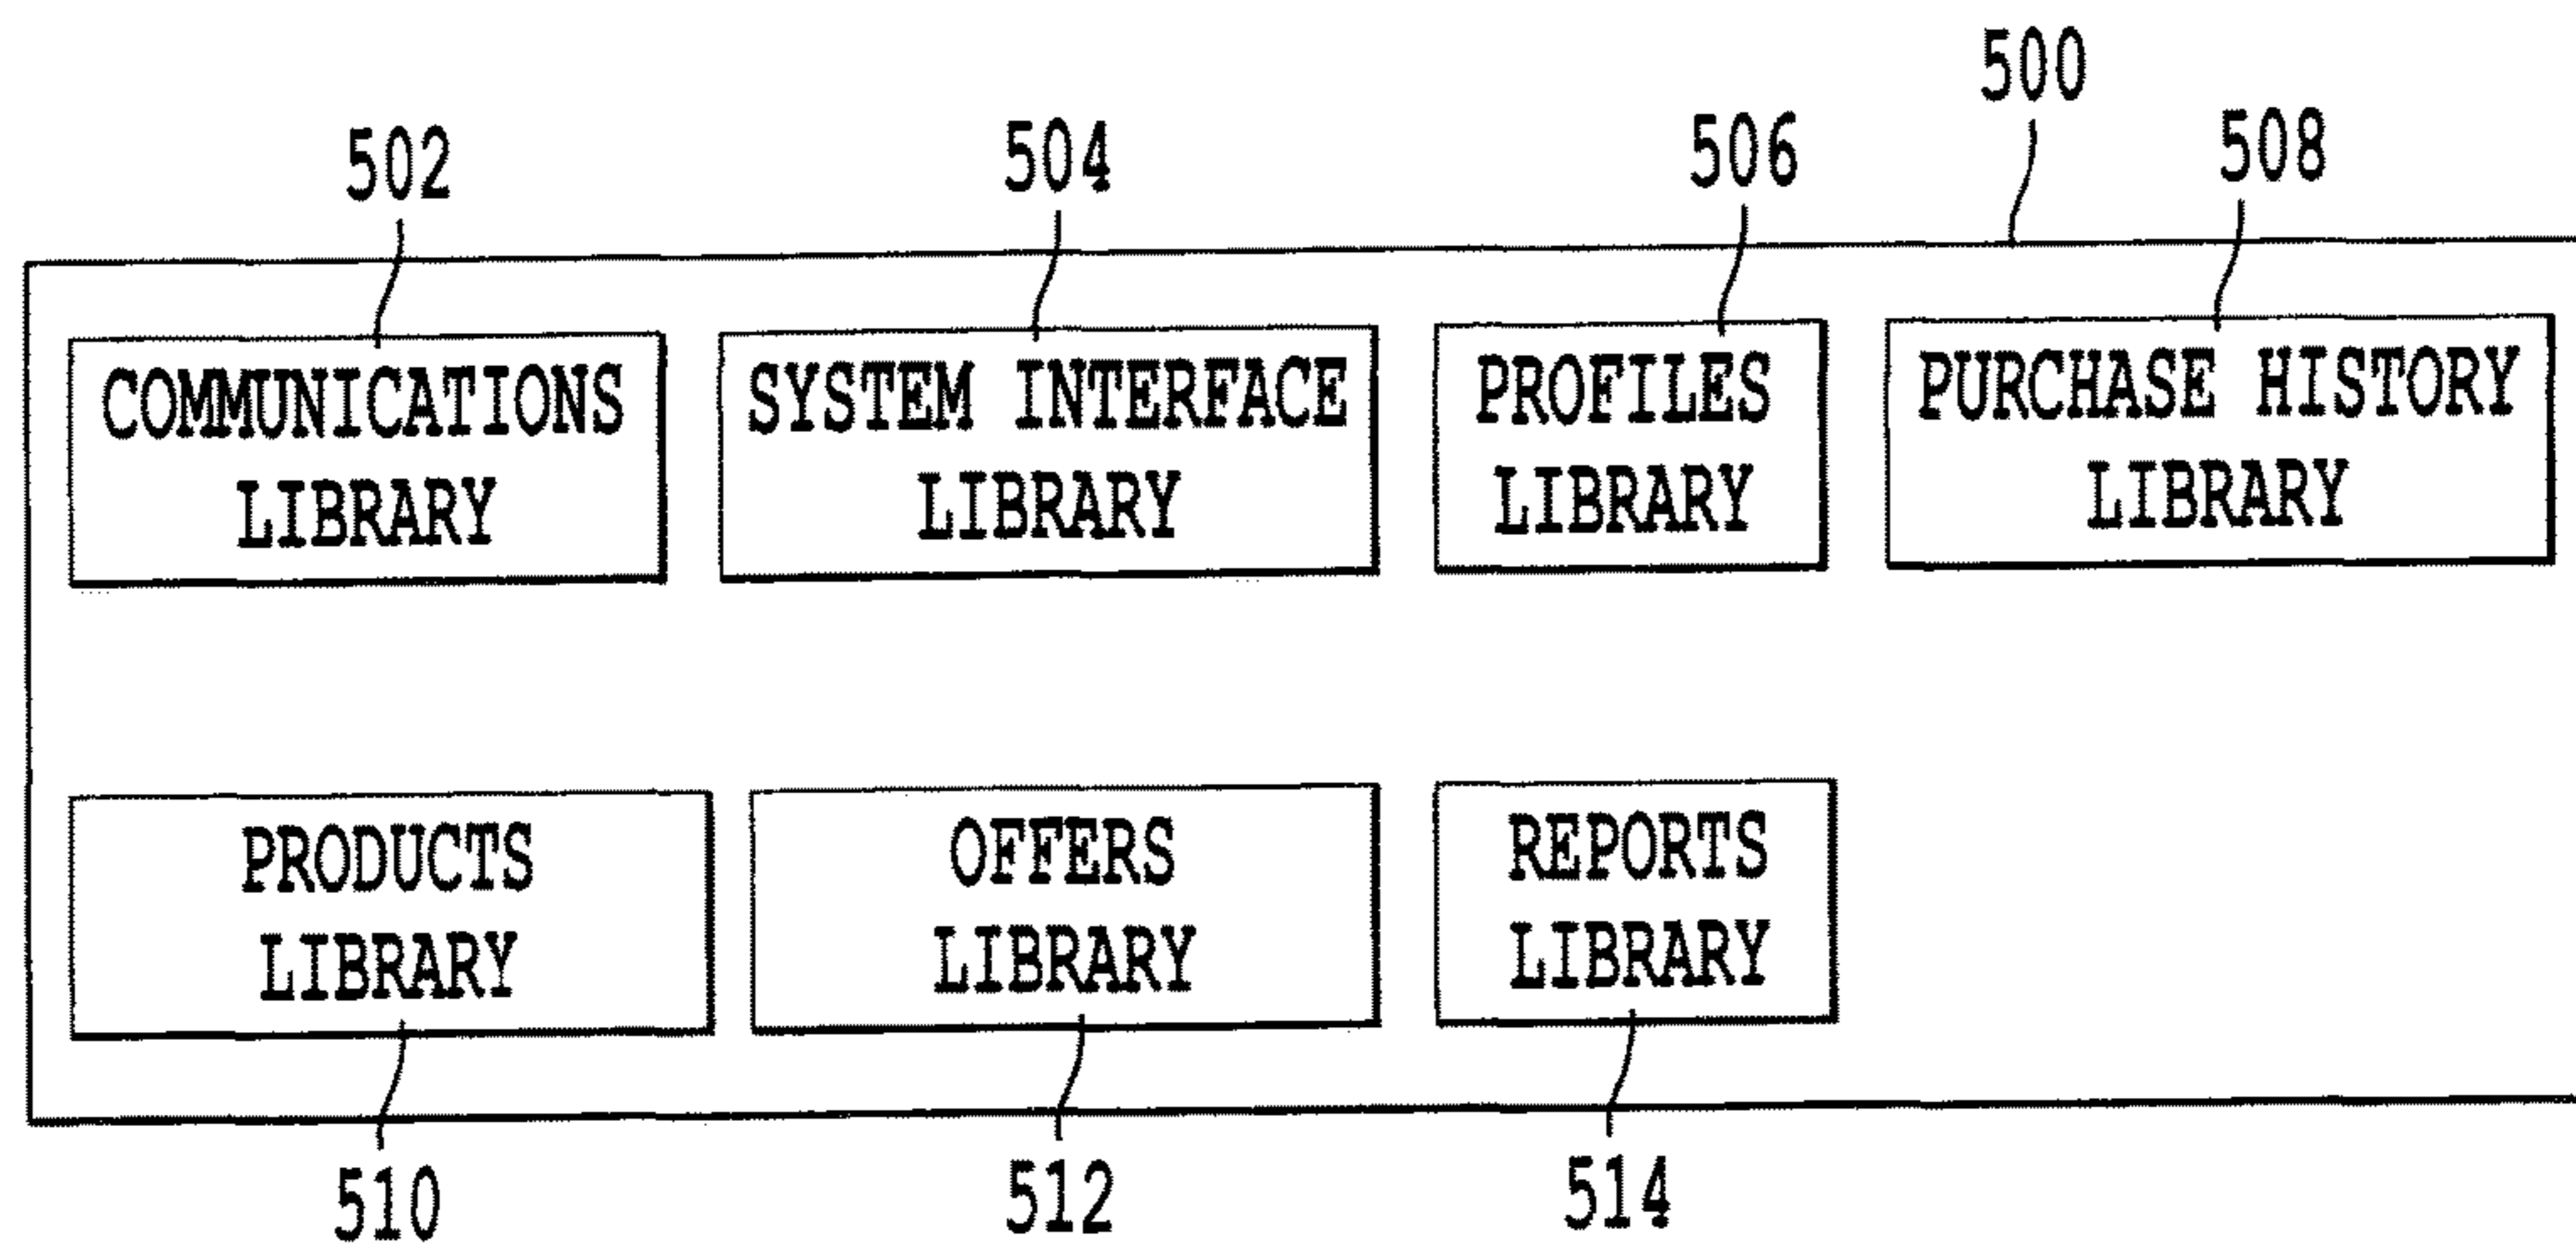 500
502
504
506
508
COMMUNICATIONS
LIBRARY
SYSTEM INTERFACE
LIBRARY
PROFILES
LIBRARY
PURCHASE HISTORY
LIBRARY
PRODUCTS
LIBRARY
OFFERS
LIBRARY
REPORTS
LIBRARY
510
512
514